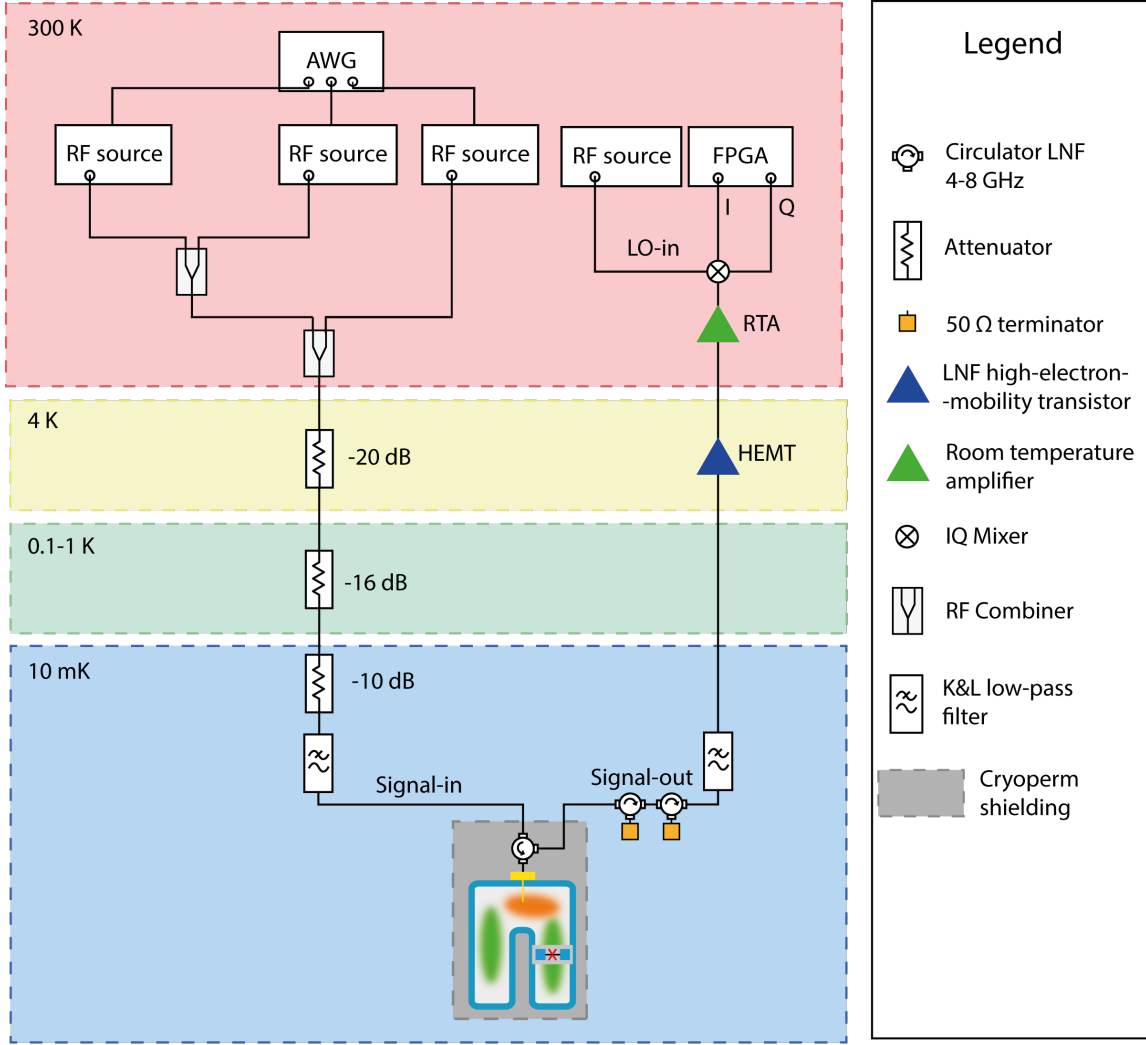 300 K
AWG
RF source
RF source
RF source
RF source
FPGA
I
Q
LO-in
RTA
4 K
-20 dB
HEMT
0.1-1 K
-16 dB
10 mK
-10 dB
Signal-in
Signal-out
Legend
Circulator LNF
4-8 GHz
Attenuator
50 Ω terminator
LNF high-electron-
-mobility transistor
Room temperature
amplifier
IQ Mixer
RF Combiner
K&L low-pass
filter
Cryoperm
shielding